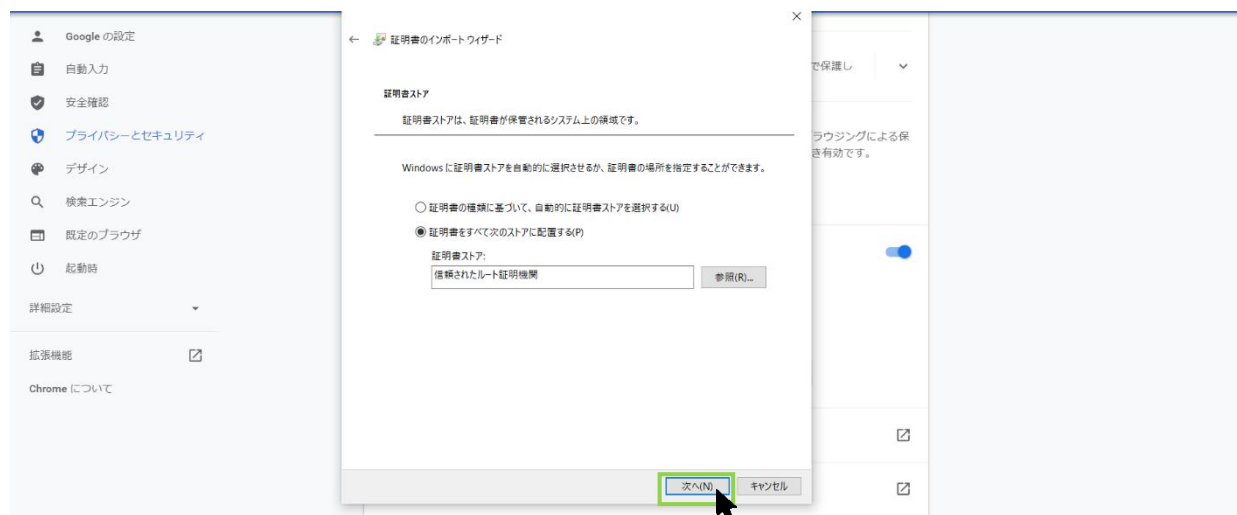 Google の設定
自動入力
安全確認
プライバシーとセキュリティ
デザイン
検索エンジン
既定のブラウザ
起動時
詳細設定
拡張機能
Chrome について
証明書のインポート ウィザード
証明書ストア
証明書ストアは、証明書が保管されるシステム上の領域です。
Windows に証明書ストアを自動的に選択させるか、証明書の場所を指定することができます。
証明書の種類に基づいて、自動的に証明書ストアを選択する(U)
証明書をすべて次のストアに配置する(P)
証明書ストア:
信頼されたルート証明機関
参照(R)...
次へ(N)
キャンセル
で保護し
ラウジングによる保
き有効です。